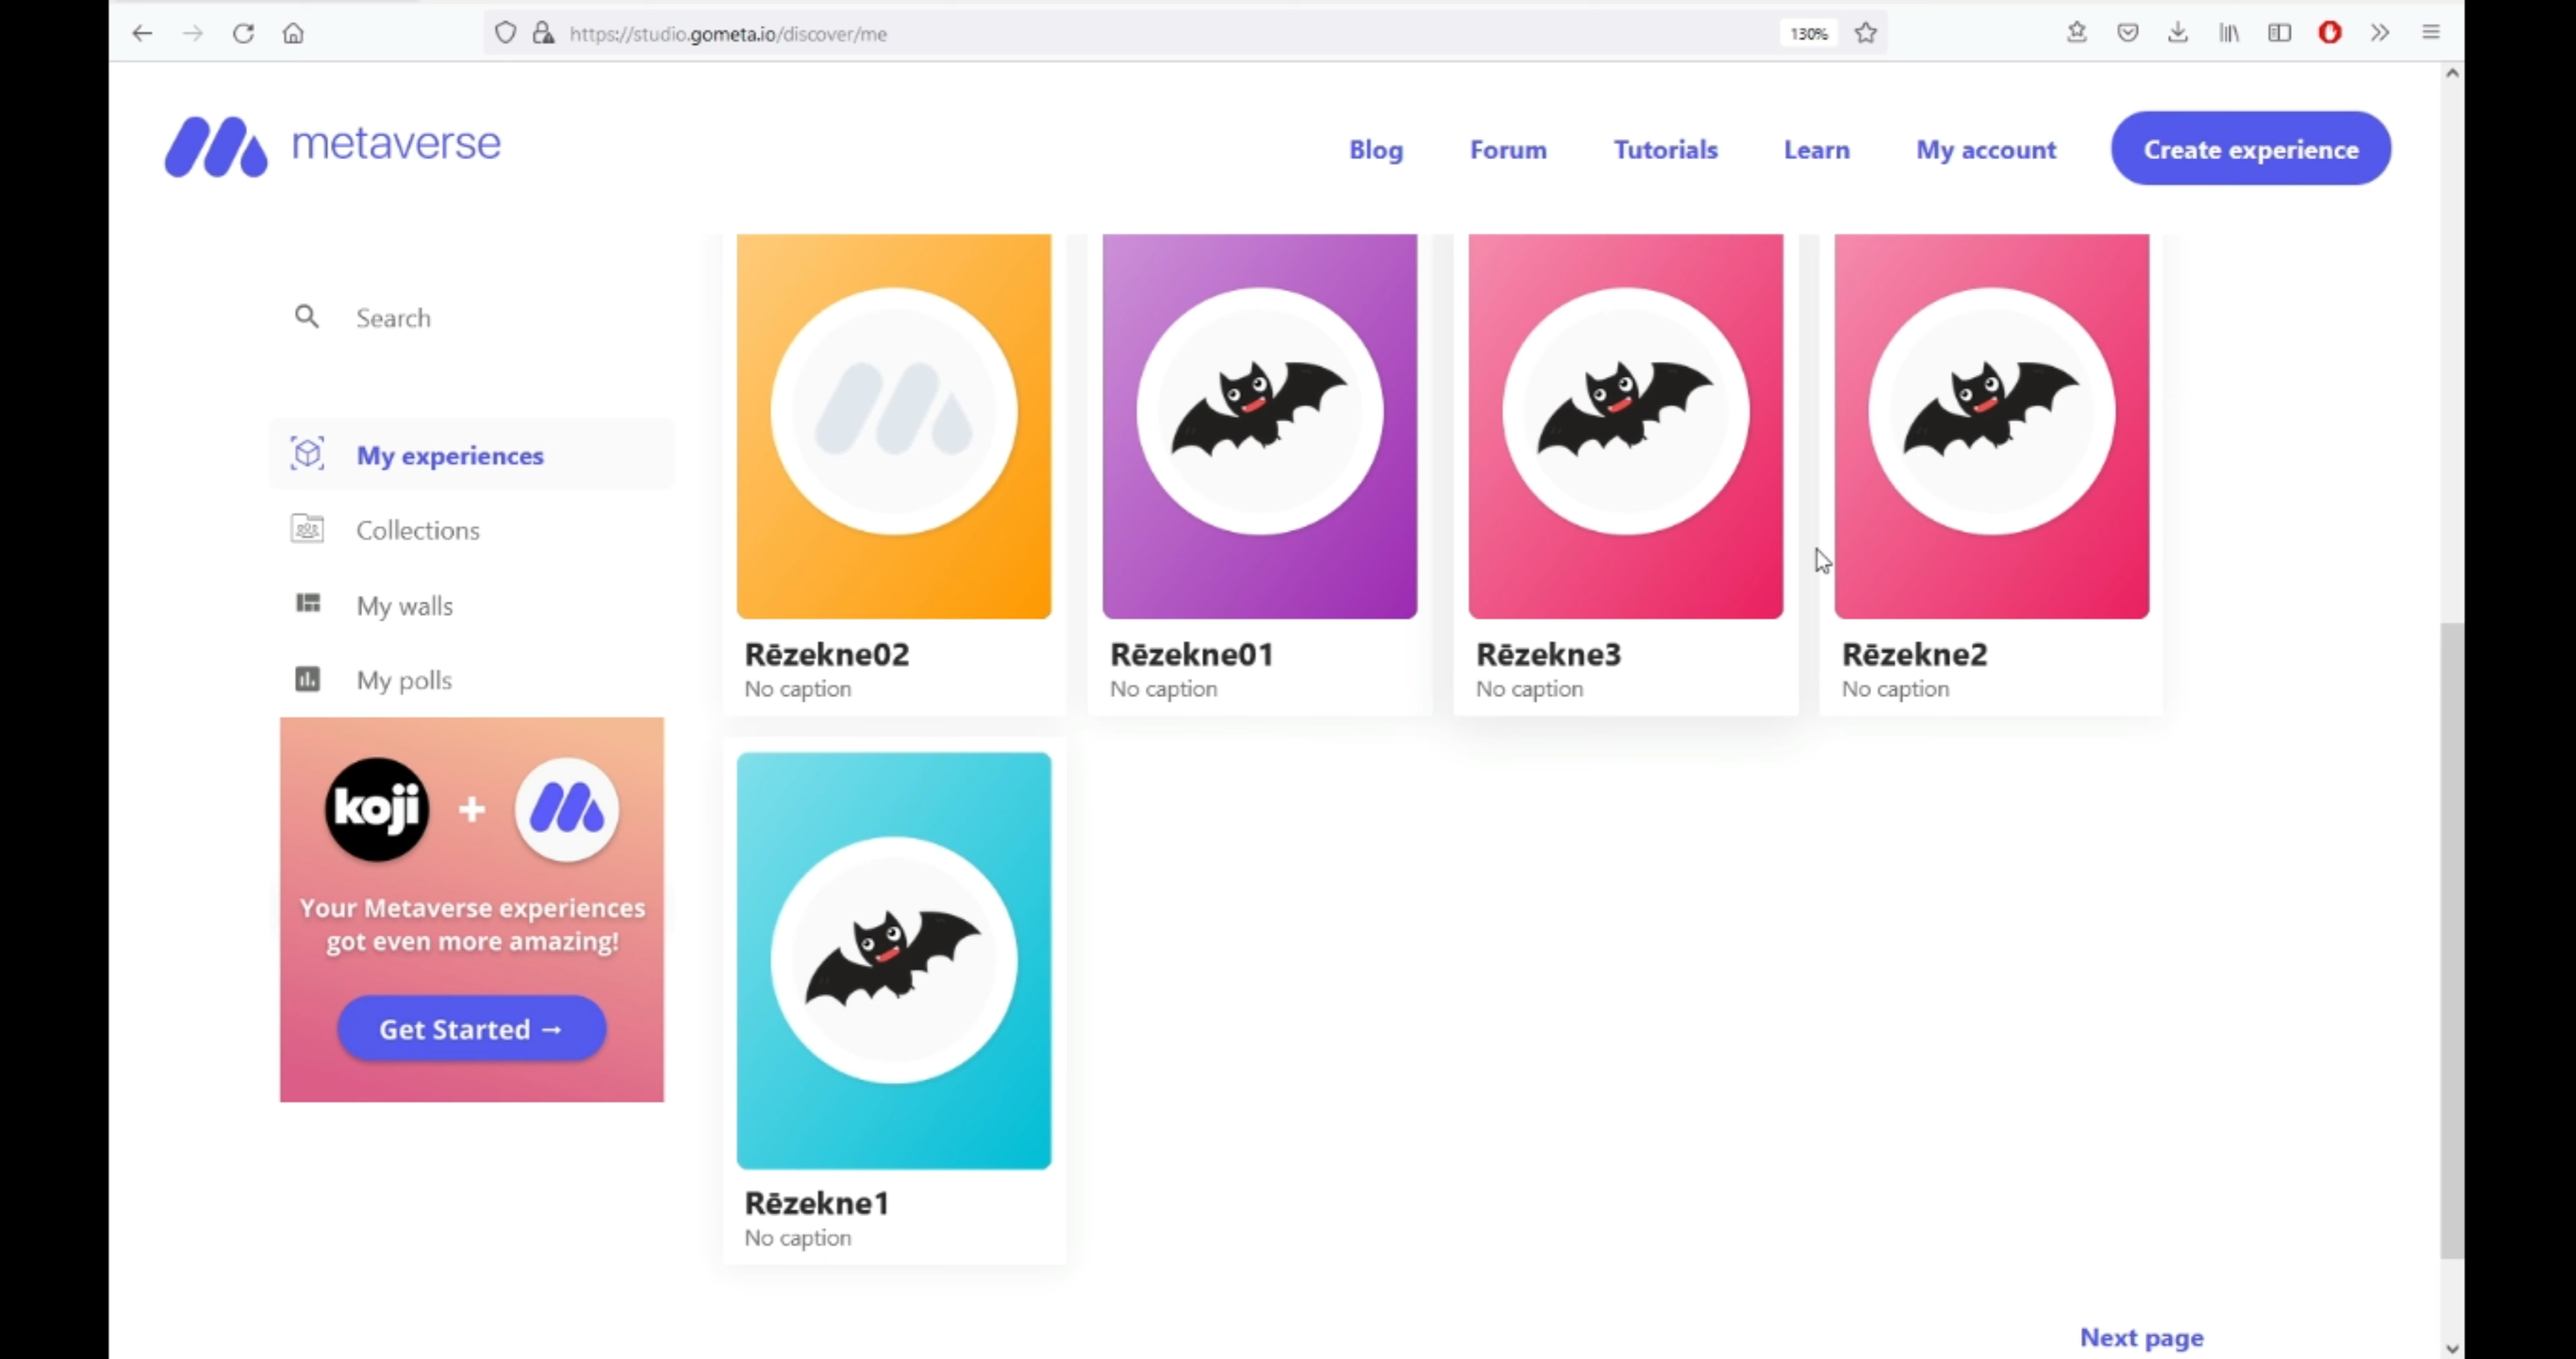 https://studio.gometa.io/discover/me
130%
metaverse
Blog
Forum
Tutorials
Learn
My account
Create experience
Search
My experiences
Collections
My walls
My polls
koji +
Your Metaverse experiences
got even more amazing!
Get Started →
Rēzekne02
No caption
Rēzekne01
No caption
Rēzekne3
No caption
Rēzekne2
No caption
Rēzekne1
No caption
Next page